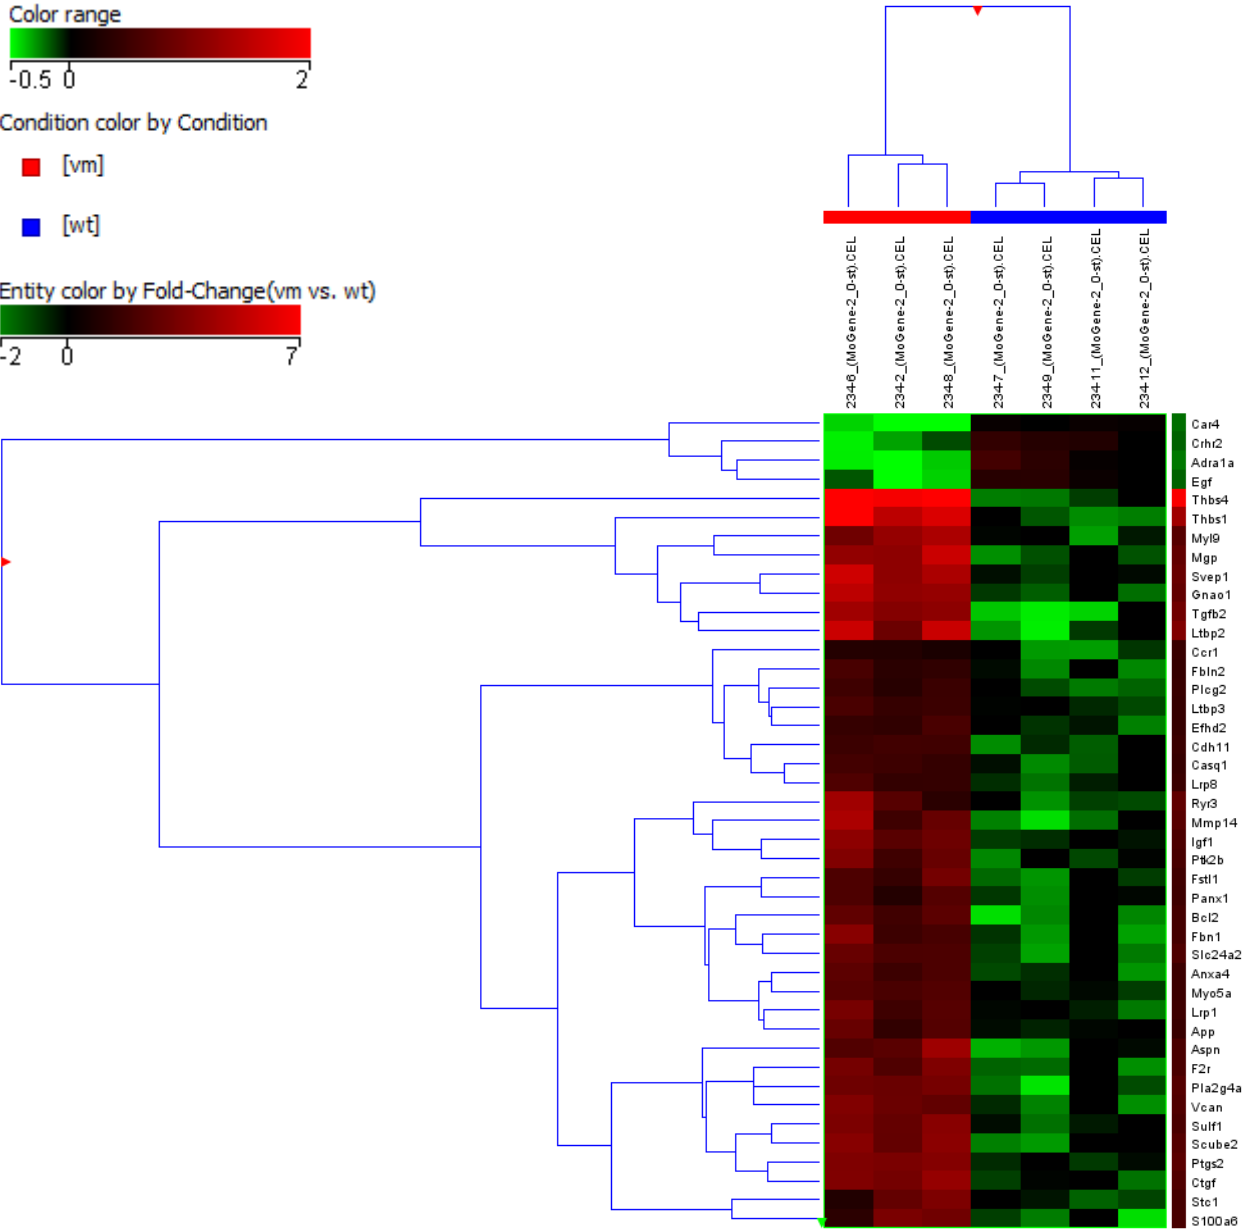 Color range
-0.5 0 2
Condition color by Condition
[vm]
[wt]
Entity color by Fold-Change(vm vs. wt)
-2 0 7
234-6_(MoGene-2_0-st).CEL
234-2_(MoGene-2_0-st).CEL
234-8_(MoGene-2_0-st).CEL
234-7_(MoGene-2_0-st).CEL
234-9_(MoGene-2_0-st).CEL
234-11_(MoGene-2_0-st).CEL
234-12_(MoGene-2_0-st).CEL
Car4
Crhr2
Adra1a
Egf
Thbs4
Thbs1
Myl9
Mgp
Svep1
Gnao1
Tgfb2
Ltbp2
Ccr1
Fbln2
Plcg2
Ltbp3
Efhd2
Cdh11
Casq1
Lrp8
Ryr3
Mmp14
Igf1
Ptk2b
Fstl1
Panx1
Bcl2
Fbn1
Slc24a2
Anxa4
Myo5a
Lrp1
App
Aspn
F2r
Pla2g4a
Vcan
Sulf1
Scube2
Ptgs2
Ctgf
Stc1
S100a6